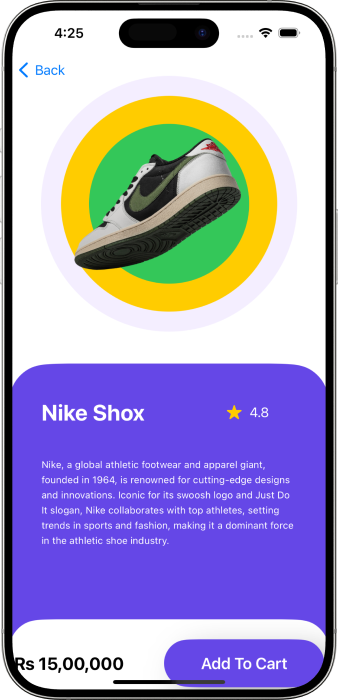 4:25
Back
Nike Shox
4.8
Nike, a global athletic footwear and apparel giant,
founded in 1964, is renowned for cutting-edge designs
and innovations. Iconic for its swoosh logo and Just Do
It slogan, Nike collaborates with top athletes, setting
trends in sports and fashion, making it a dominant force
in the athletic shoe industry.
Rs 15,00,000
Add To Cart